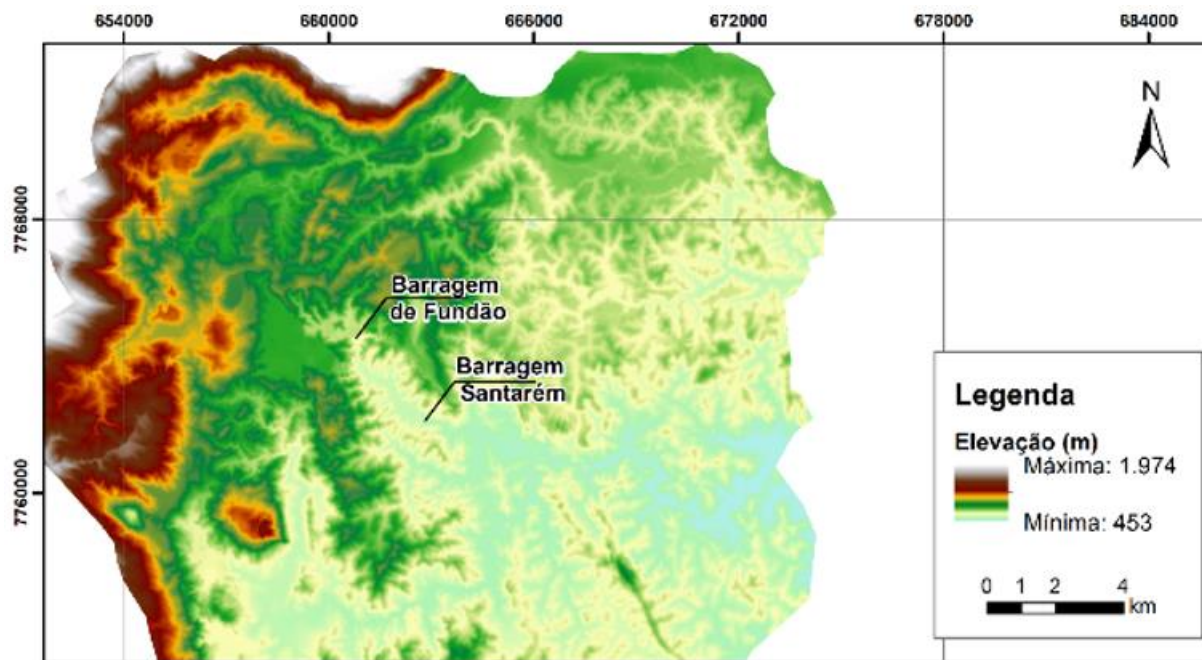 654000 660000 666000 672000 678000 684000
N
7768000
Barragem
de Fundão
Barragem
Santarém
Legenda
Elevação (m)
Máxima: 1.974
Mínima: 453
7760000
0 1 2 4
km